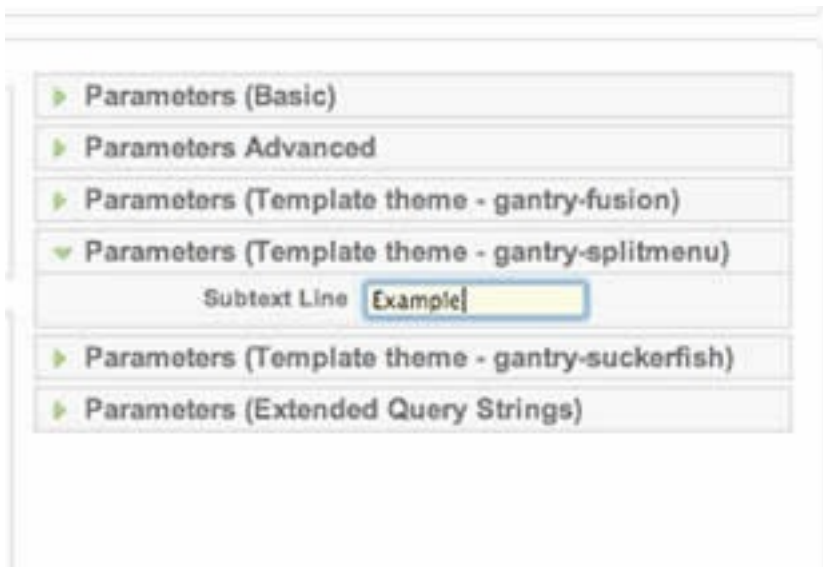 Parameters (Basic)
Parameters Advanced
Parameters (Template theme - gantry-fusion)
Parameters (Template theme - gantry-splitmenu)
Subtext Line Example
Parameters (Template theme - gantry-suckerfish)
Parameters (Extended Query Strings)